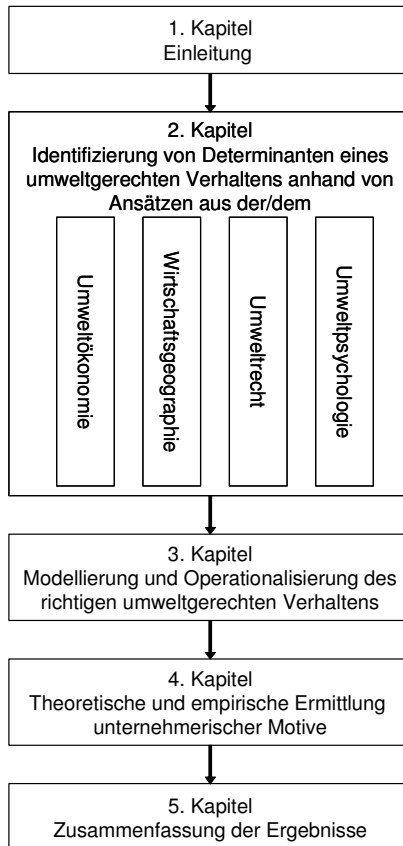 1. Kapitel
Einleitung
2. Kapitel
Identifizierung von Determinanten eines
umweltgerechten Verhaltens anhand von
Ansätzen aus der/dem
Umweltökonomie
Wirtschaftsgeographie
Umweltrecht
Umweltpsychologie
3. Kapitel
Modellierung und Operationalisierung des
richtigen umweltgerechten Verhaltens
4. Kapitel
Theoretische und empirische Ermittlung
unternehmerischer Motive
5. Kapitel
Zusammenfassung der Ergebnisse